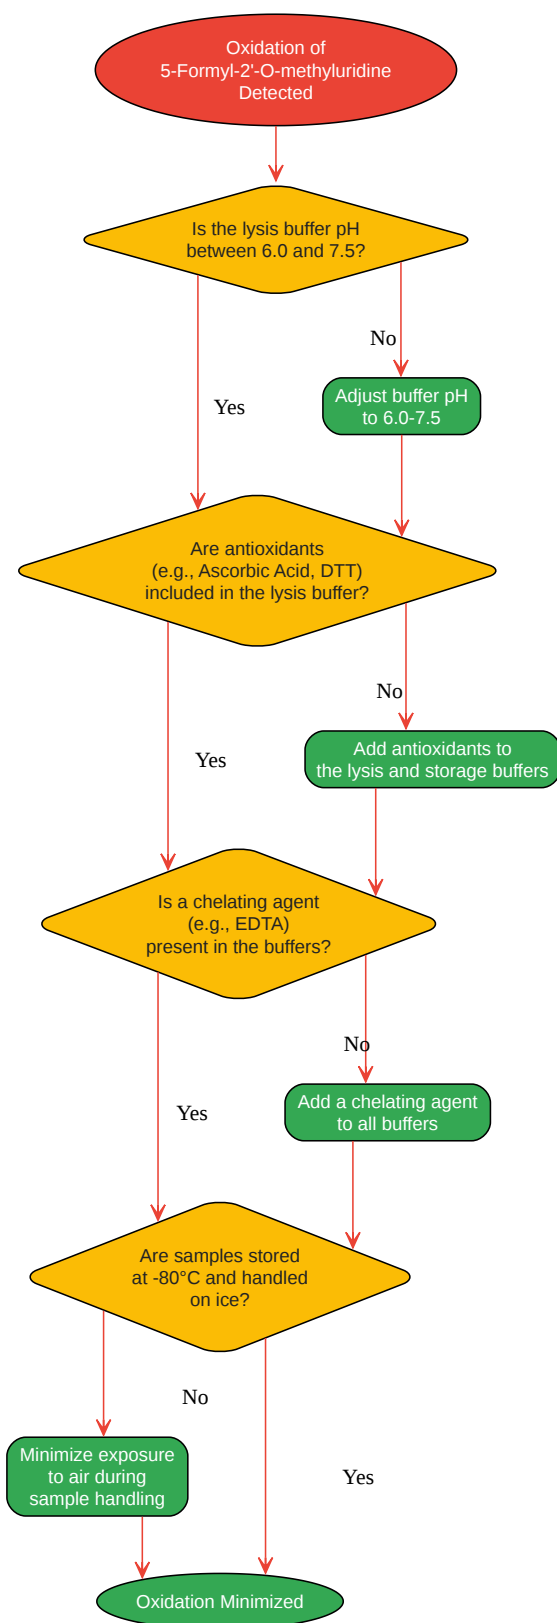 Oxidation of
5-Formyl-2'-O-methyluridine
Detected
Is the lysis buffer pH
between 6.0 and 7.5?
No
Adjust buffer pH
to 6.0-7.5
Yes
Are antioxidants
(e.g., Ascorbic Acid, DTT)
included in the lysis buffer?
No
Add antioxidants to
the lysis and storage buffers
Yes
Is a chelating agent
(e.g., EDTA)
present in the buffers?
No
Add a chelating agent
to all buffers
Yes
Are samples stored
at -80°C and handled
on ice?
No
Minimize exposure
to air during
sample handling
Yes
Oxidation Minimized